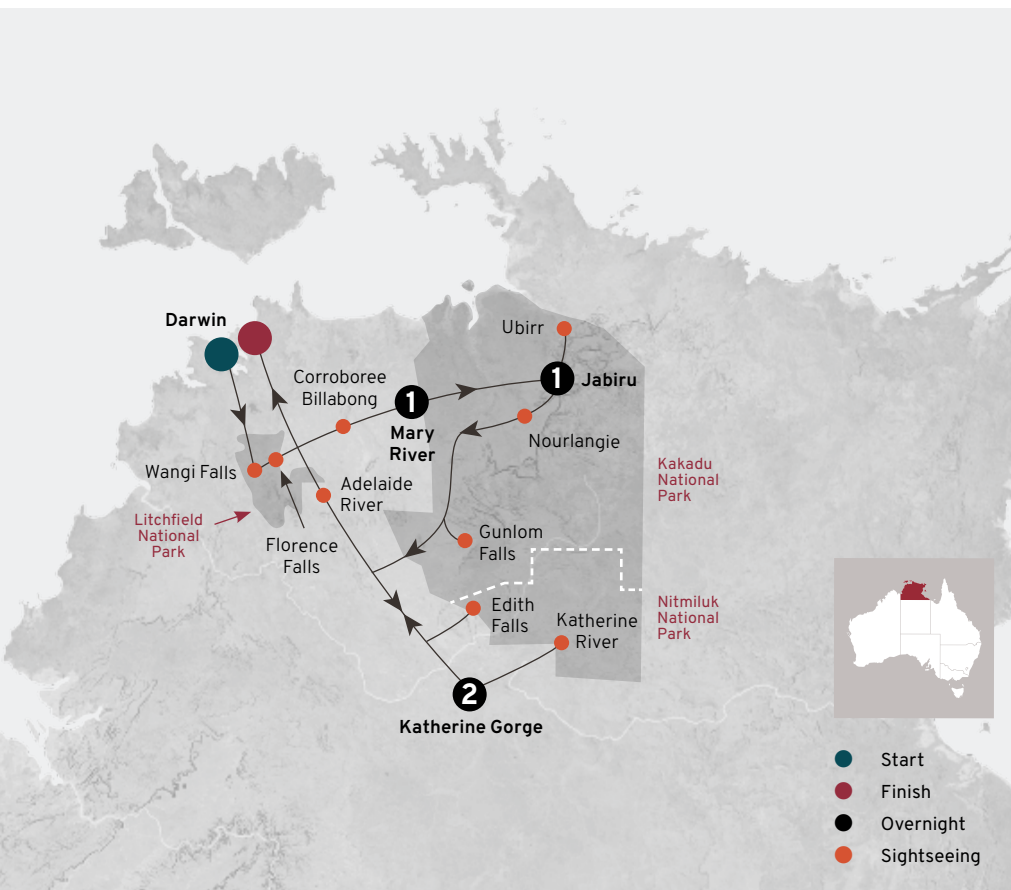 Darwin
Ubirr
Corroboree
Billabong
1
1
Jabiru
Mary
River
Nourlangie
Wangi Falls
Adelaide
River
Kakadu
National
Park
Litchfield
National
Park
Florence
Falls
Gunlom
Falls
Edith
Falls
Katherine
River
Nitmiluk
National
Park
2
Katherine Gorge
Start
Finish
Overnight
Sightseeing